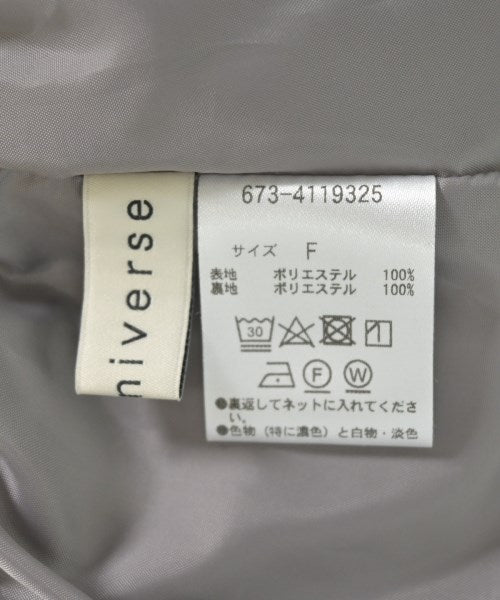 niverse
673-4119325
サイズ F
表地 ポリエステル 100%
裏地 ポリエステル 100%
30
F W
●裏返してネットに入れてくださ
い。
●色物(特に濃色)と白物・淡色